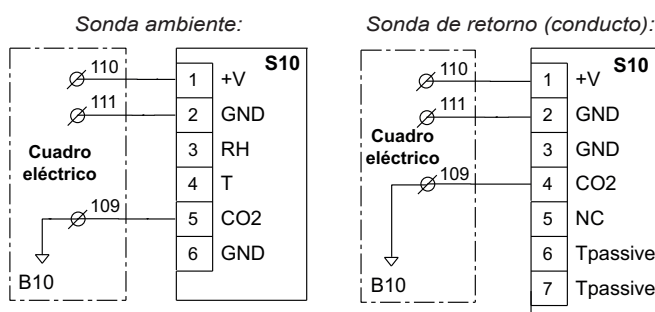 Sonda ambiente:
110
111
Cuadro
eléctrico
109
B10
S10
1 +V
2 GND
3 RH
4 T
5 CO2
6 GND
Sonda de retorno (conducto):
110
111
Cuadro
eléctrico
109
B10
S10
1 +V
2 GND
3 GND
4 CO2
5 NC
6 Tpassive
7 Tpassive